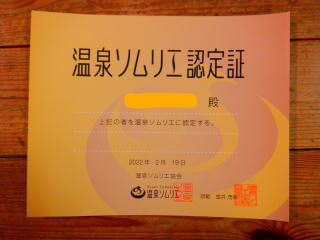 温泉ソムリエ認定証
殿
上記の者を温泉ソムリエに認定する。
2022年 2月 19日
温泉ソムリエ協会
温泉ソムリエ